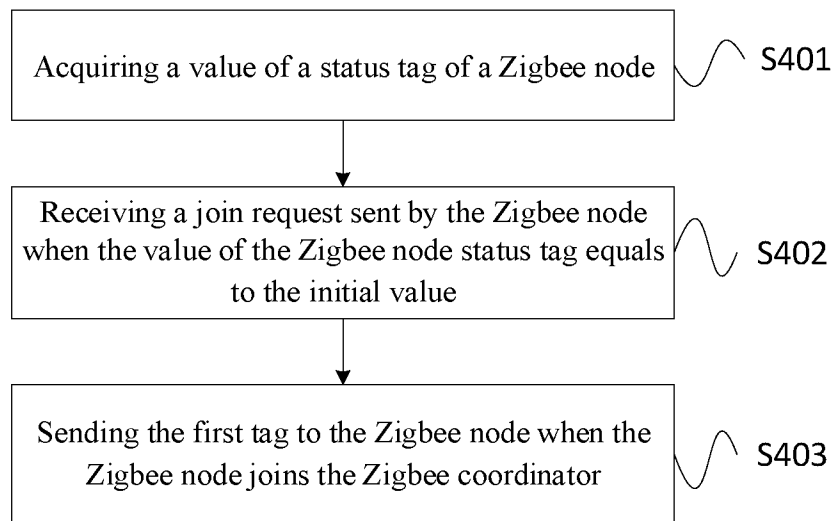 Acquiring a value of a status tag of a Zigbee node
S401
Receiving a join request sent by the Zigbee node
when the value of the Zigbee node status tag equals
to the initial value
S402
Sending the first tag to the Zigbee node when the
Zigbee node joins the Zigbee coordinator
S403